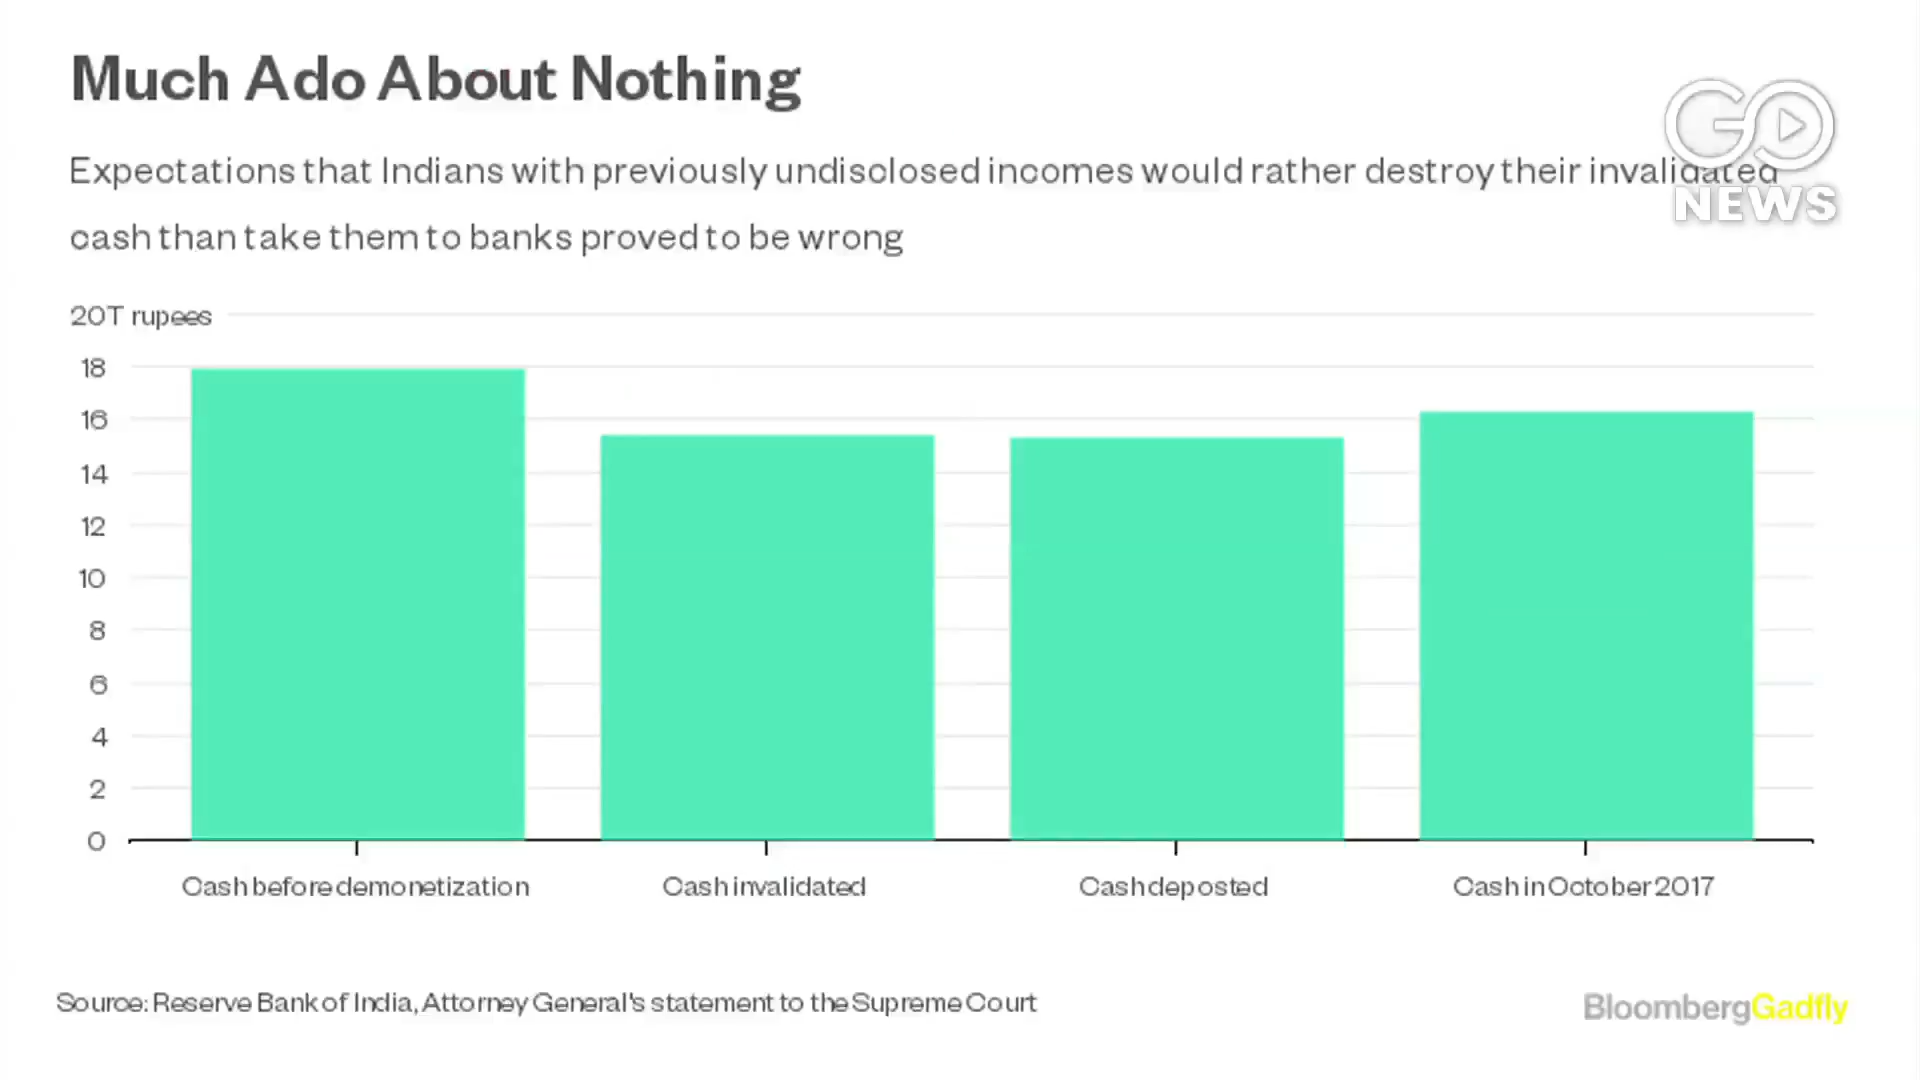 Much Ado About Nothing
GO
NEWS
Expectations that Indians with previously undisclosed incomes would rather destroy their invalidated
cash than take them to banks proved to be wrong
20T rupees
18
16
14
12
10
8
6
4
2
0
Cash before demonetization
Cash invalidated
Cash deposted
Cash in October 2017
Source: Reserve Bank of India, Attorney General's statement to the Supreme Court
BloombergGadfly